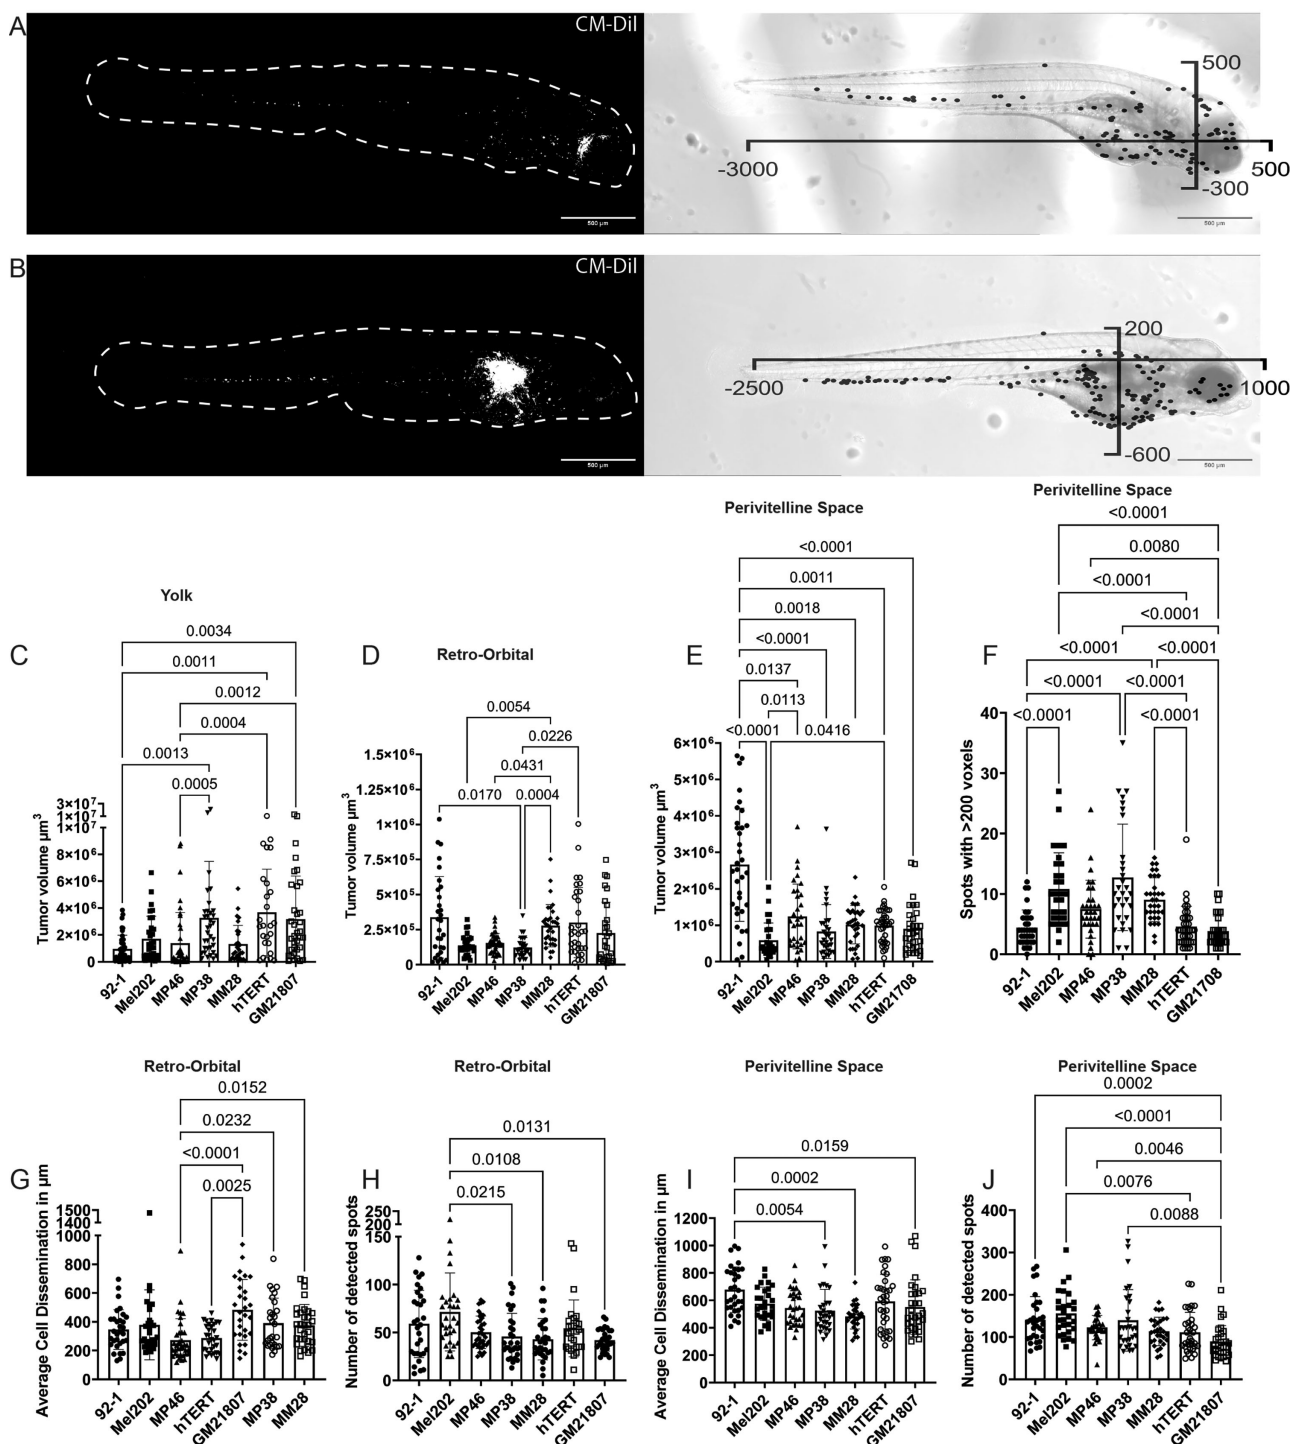 A
CM-DiI
500
-3000
500
-300
500 µm
500 µm
B
CM-DiI
200
-2500
1000
-600
500 µm
500 µm
C
Yolk
0.0034
0.0011
0.0012
0.0004
0.0013
0.0005
Tumor volume µm³
3×10⁷
1×10⁷
1×10⁷
8×10⁶
6×10⁶
4×10⁶
2×10⁶
0
92-1
Mel202
MP46
MP38
MM28
hTERT
GM21807
D
Retro-Orbital
0.0054
0.0226
0.0431
0.0170
0.0004
Tumor volume µm³
1.5×10⁶
1.25×10⁶
1×10⁶
7.5×10⁵
5×10⁶
2.5×10⁵
0
92-1
Mel202
MP46
MP38
MM28
hTERT
GM21807
E
Perivitelline Space
<0.0001
0.0011
0.0018
<0.0001
0.0137
0.0113
<0.0001
0.0416
Tumor volume µm³
6×10⁶
5×10⁶
4×10⁶
3×10⁶
2×10⁶
1×10⁶
0
92-1
Mel202
MP46
MP38
MM28
hTERT
GM21708
F
Perivitelline Space
<0.0001
0.0080
<0.0001
<0.0001
<0.0001
<0.0001
<0.0001
<0.0001
<0.0001
<0.0001
Spots with >200 voxels
40
30
20
10
0
92-1
Mel202
MP46
MP38
MM28
hTERT
GM21708
G
Retro-Orbital
0.0152
0.0232
<0.0001
0.0025
Average Cell Dissemination in µm
1500
1400
1000
800
600
400
200
0
92-1
Mel202
MP46
hTERT
GM21807
MP38
MM28
H
Retro-Orbital
0.0131
0.0108
0.0215
Number of detected spots
250
200
150
100
50
0
92-1
Mel202
MP46
MP38
MM28
hTERT
GM21807
I
Perivitelline Space
0.0159
0.0002
0.0054
Average Cell Dissemination in µm
1200
1000
800
600
400
200
0
92-1
Mel202
MP46
MP38
MM28
hTERT
GM21807
J
Perivitelline Space
0.0002
<0.0001
0.0046
0.0076
0.0088
Number of detected spots
400
300
200
100
0
92-1
Mel202
MP46
MP38
MM28
hTERT
GM21807